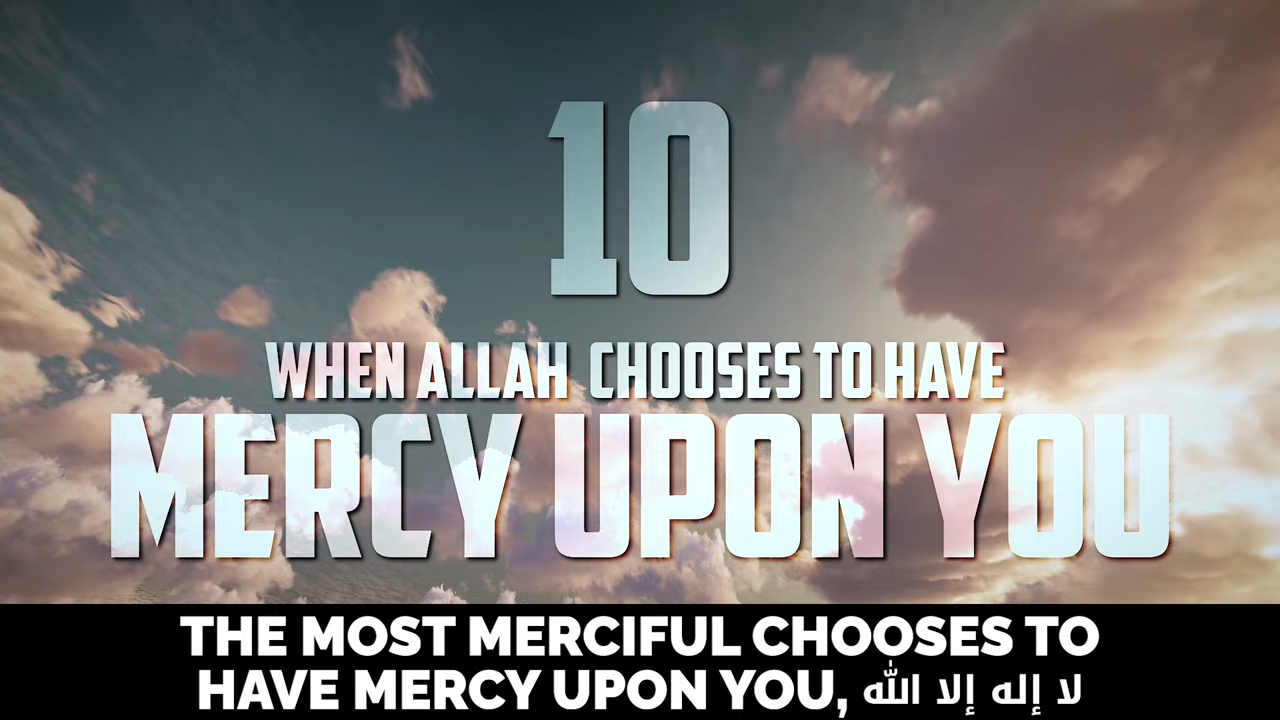 10
WHEN ALLAH CHOOSES TO HAVE
MERCY UPON YOU
THE MOST MERCIFUL CHOOSES TO
HAVE MERCY UPON YOU, لا إله إلا الله